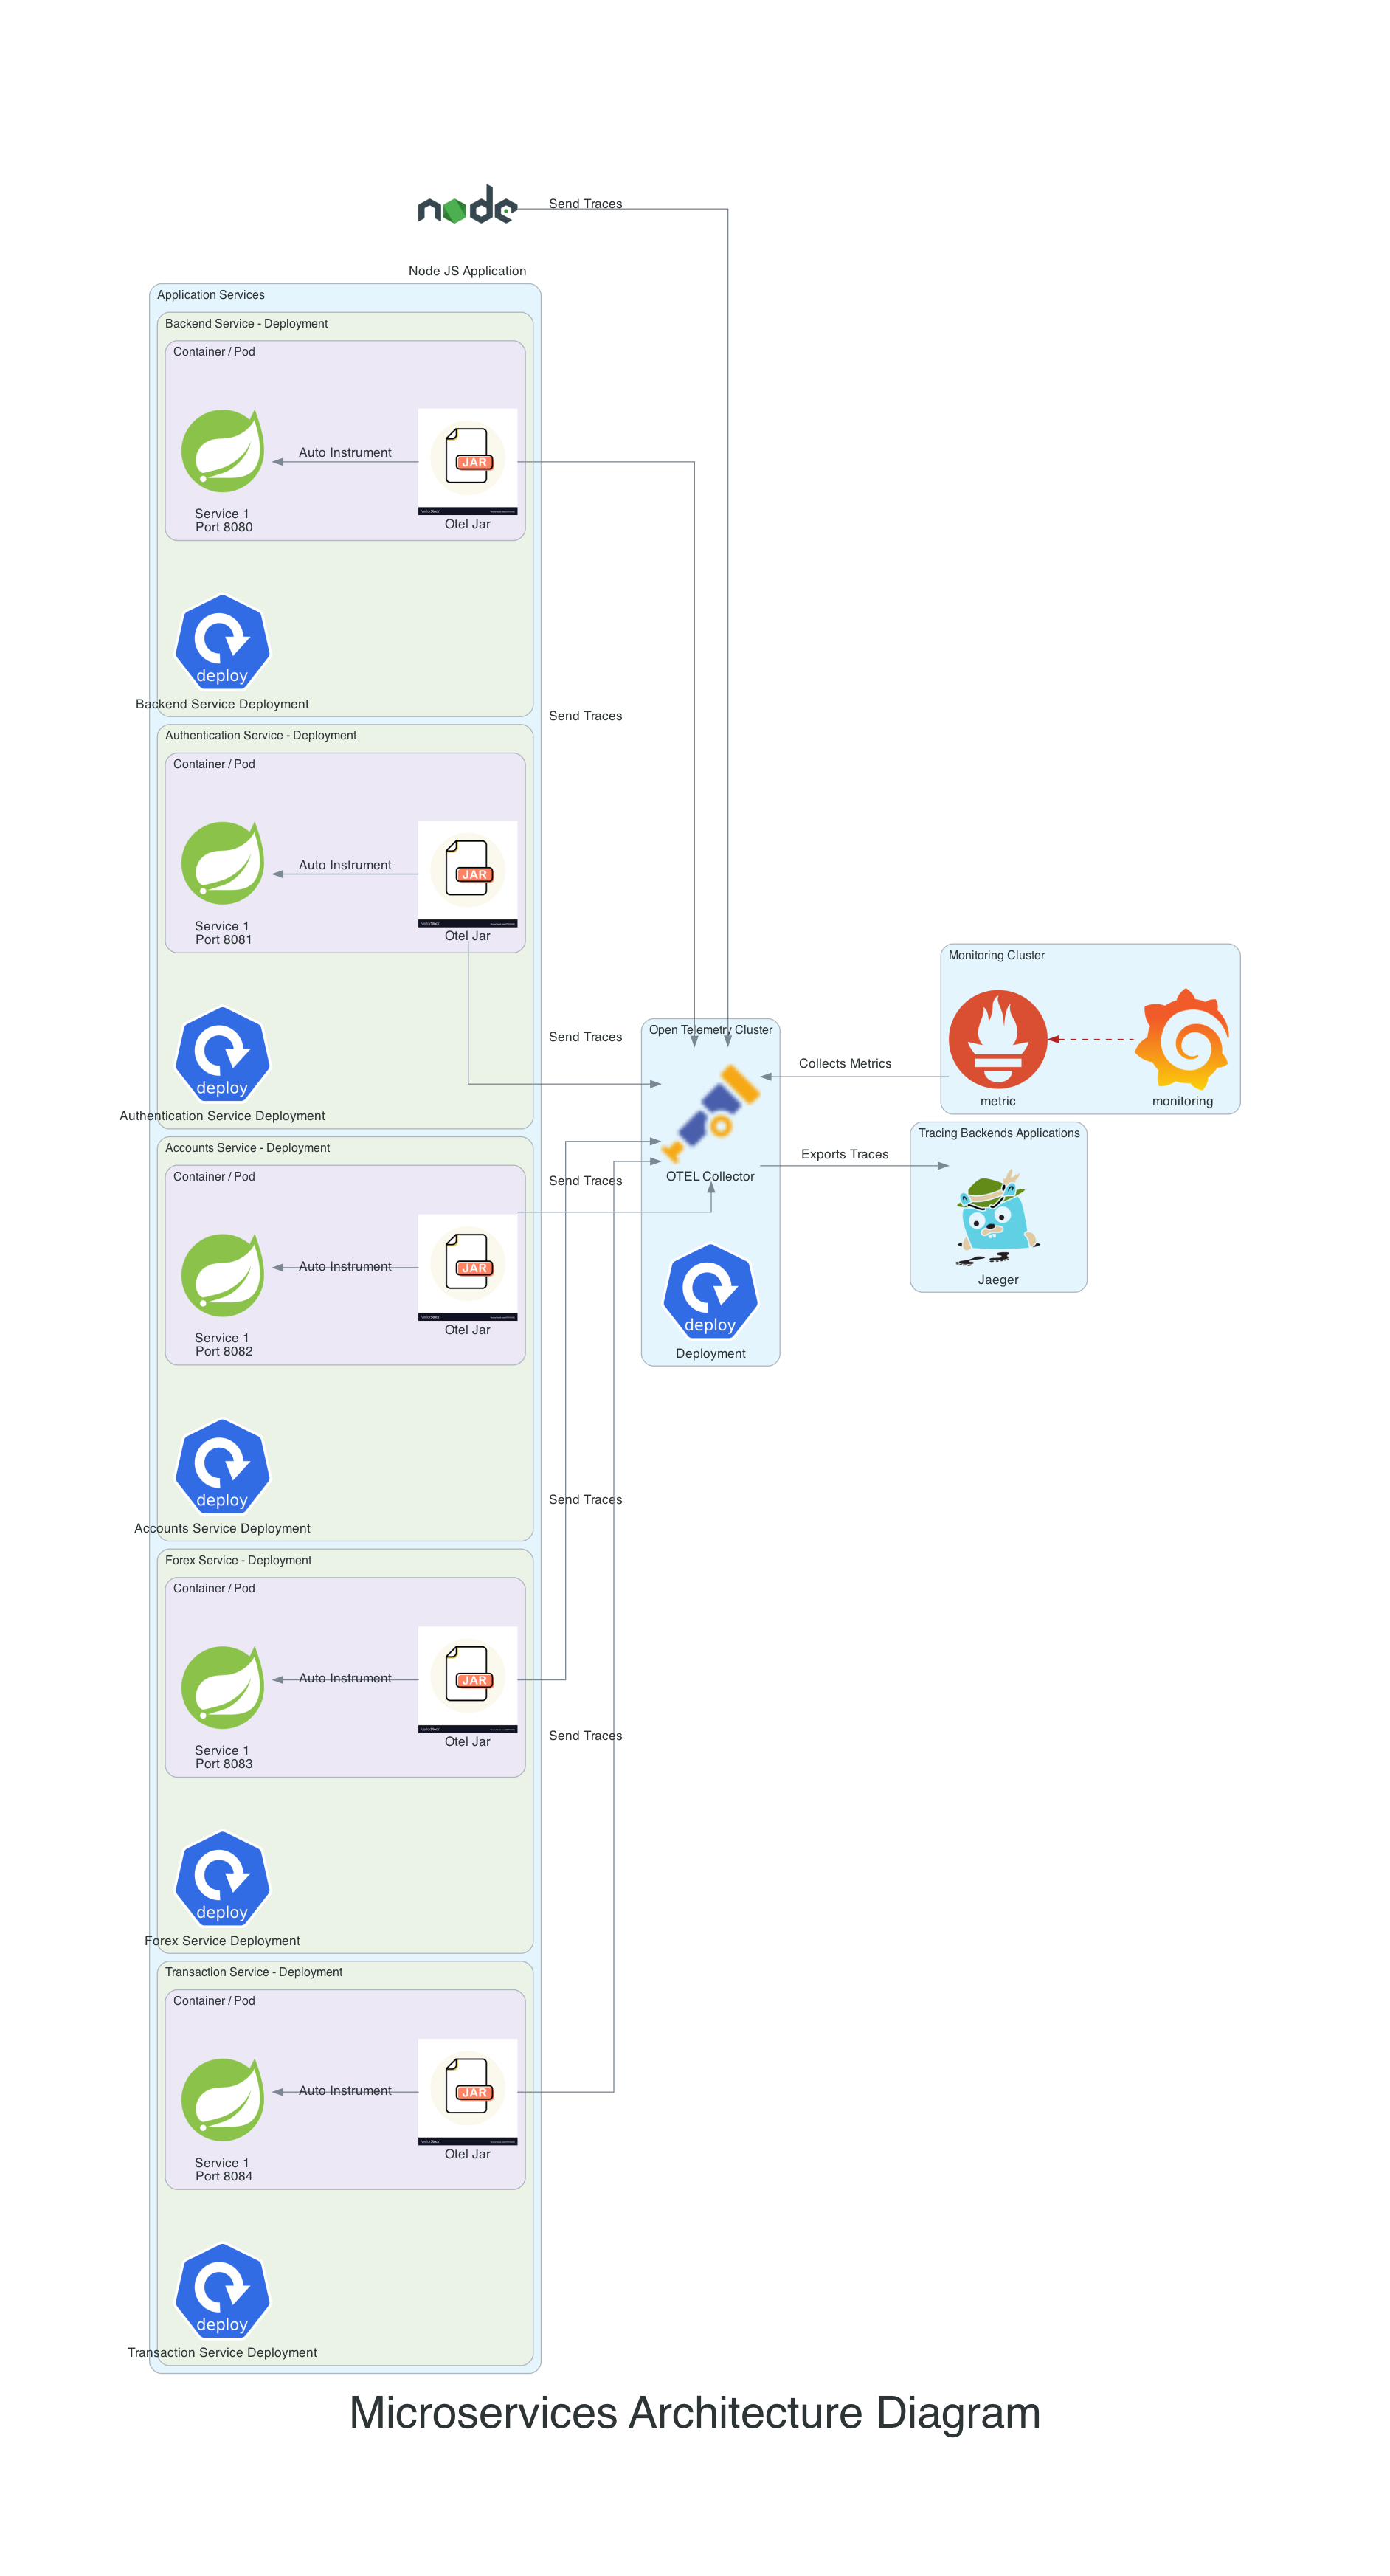 node
Send Traces
Node JS Application
Application Services
Backend Service - Deployment
Container / Pod
Auto Instrument
JAR
Service 1
Port 8080
Otel Jar
deploy
Backend Service Deployment
Send Traces
Authentication Service - Deployment
Container / Pod
Auto Instrument
JAR
Service 1
Port 8081
Otel Jar
deploy
Authentication Service Deployment
Send Traces
Accounts Service - Deployment
Container / Pod
Send Traces
Auto Instrument
JAR
Service 1
Port 8082
Otel Jar
deploy
Accounts Service Deployment
Send Traces
Forex Service - Deployment
Container / Pod
Auto Instrument
JAR
Service 1
Port 8083
Otel Jar
Send Traces
deploy
Forex Service Deployment
Transaction Service - Deployment
Container / Pod
Auto Instrument
JAR
Service 1
Port 8084
Otel Jar
deploy
Transaction Service Deployment
Open Telemetry Cluster
OTEL Collector
deploy
Deployment
Collects Metrics
Exports Traces
Monitoring Cluster
metric
monitoring
Tracing Backends Applications
Jaeger
Microservices Architecture Diagram